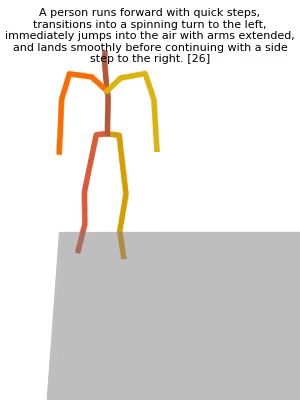 A person runs forward with quick steps,
transitions into a spinning turn to the left,
immediately jumps into the air with arms extended,
and lands smoothly before continuing with a side
step to the right. [26]